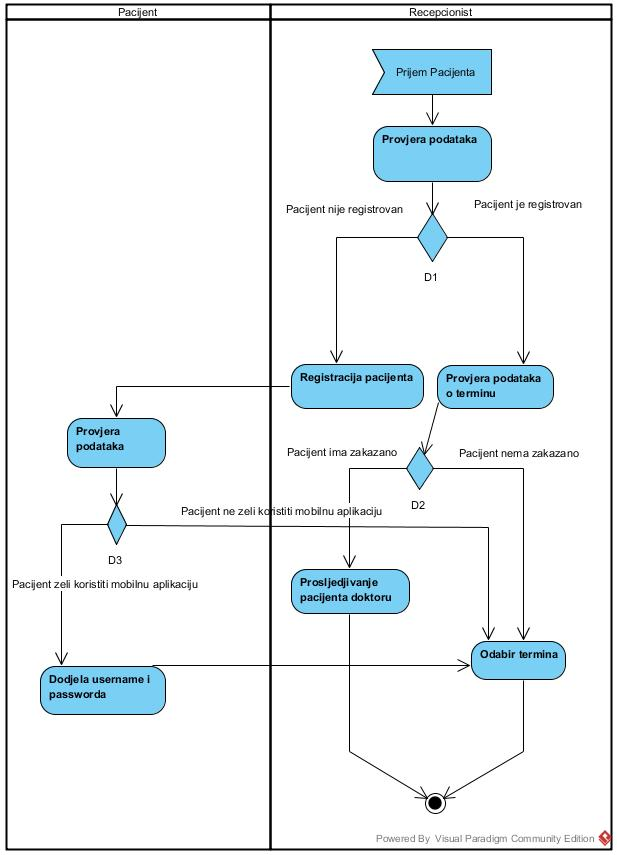 Pacijent
Recepcionist
Prijem Pacijenta
Provjera podataka
Pacijent nije registrovan
Pacijent je registrovan
D1
Registracija pacijenta
Provjera podataka
o terminu
Provjera
podataka
Pacijent ima zakazano
Pacijent nema zakazano
D2
Pacijent ne zeli koristiti mobilnu aplikaciju
D3
Pacijent zeli koristiti mobilnu aplikaciju
Prosljedjivanje
pacijenta doktoru
Odabir termina
Dodjela username i
passworda
Powered By Visual Paradigm Community Edition